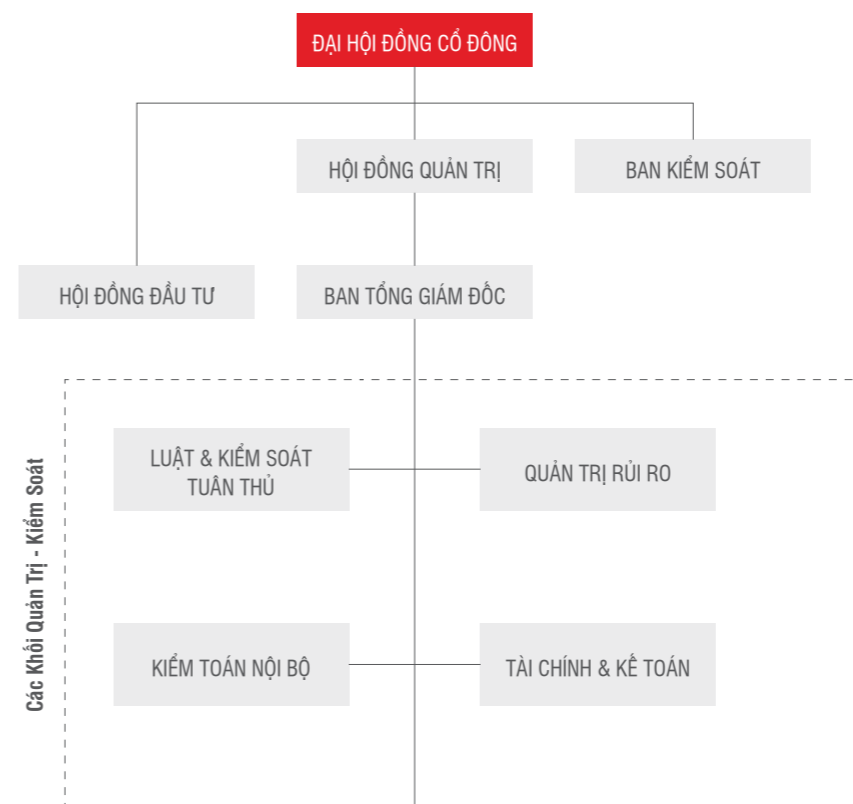 ĐẠI HỘI ĐỒNG CỔ ĐÔNG
HỘI ĐỒNG QUẢN TRỊ
BAN KIỂM SOÁT
HỘI ĐỒNG ĐẦU TƯ
BAN TỔNG GIÁM ĐỐC
Các Khối Quản Trị - Kiểm Soát
LUẬT & KIỂM SOÁT
TUÂN THỦ
QUẢN TRỊ RỦI RO
KIỂM TOÁN NỘI BỘ
TÀI CHÍNH & KẾ TOÁN